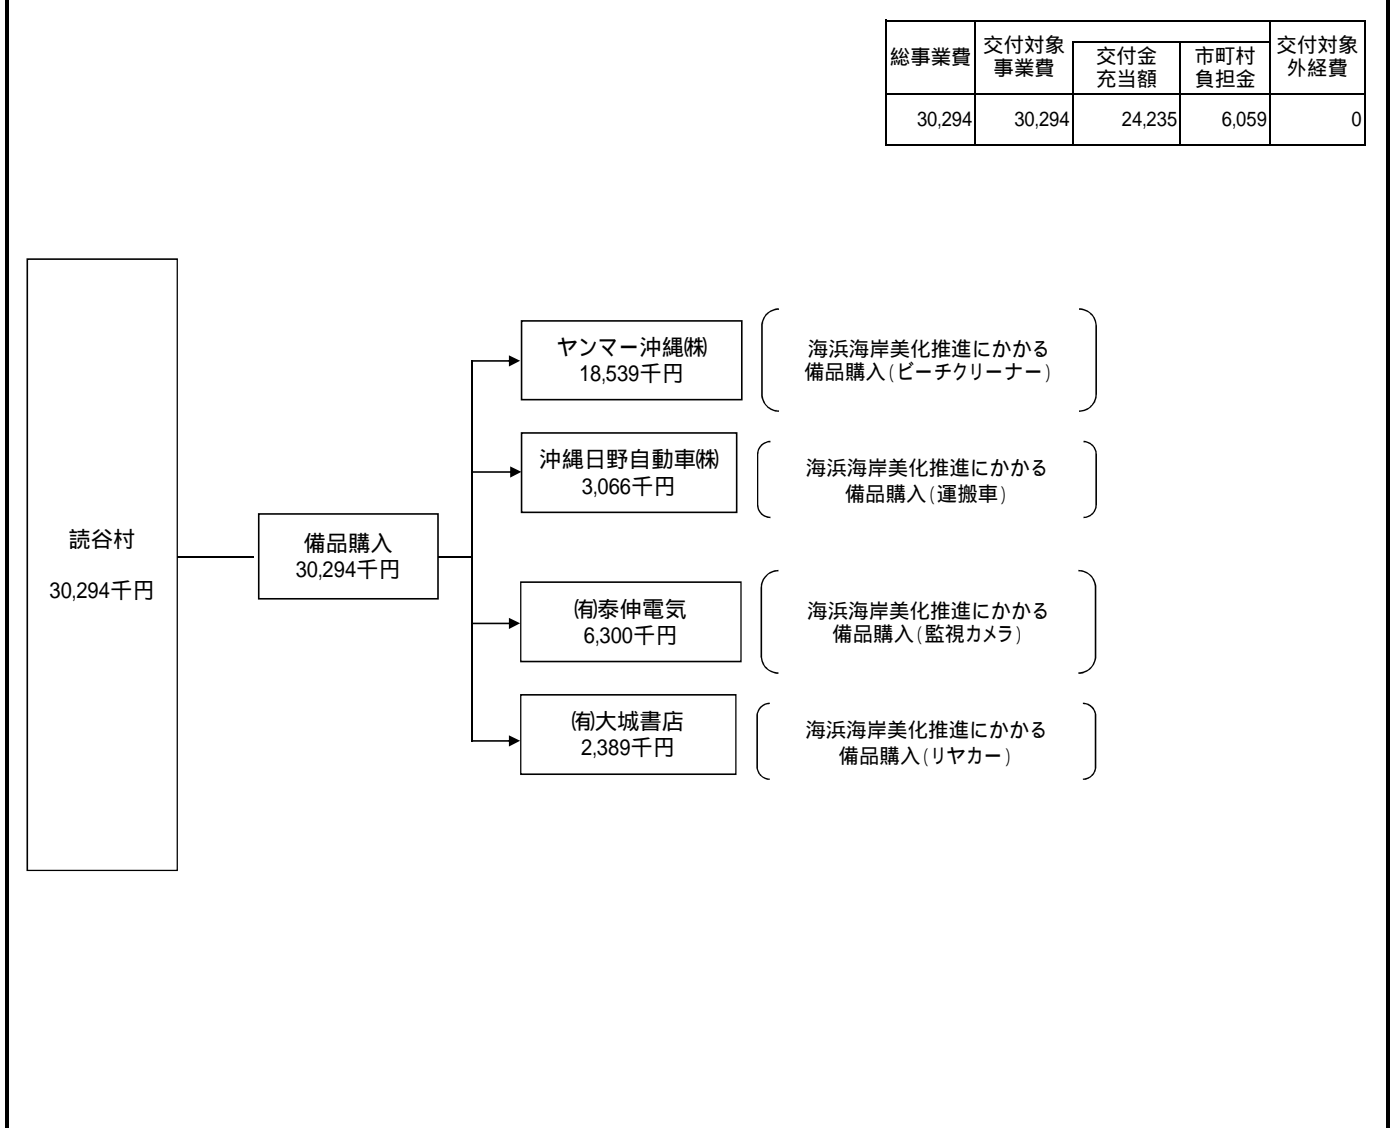 総事業費
交付対象
事業費
交付金
充当額
市町村
負担金
交付対象
外経費
30,294
30,294
24,235
6,059
0
読谷村
30,294千円
備品購入
30,294千円
ヤンマー沖縄㈱
18,539千円
海浜海岸美化推進にかかる
備品購入(ビーチクリーナー)
沖縄日野自動車㈱
3,066千円
海浜海岸美化推進にかかる
備品購入(運搬車)
㈲泰伸電気
6,300千円
海浜海岸美化推進にかかる
備品購入(監視カメラ)
㈲大城書店
2,389千円
海浜海岸美化推進にかかる
備品購入(リヤカー)